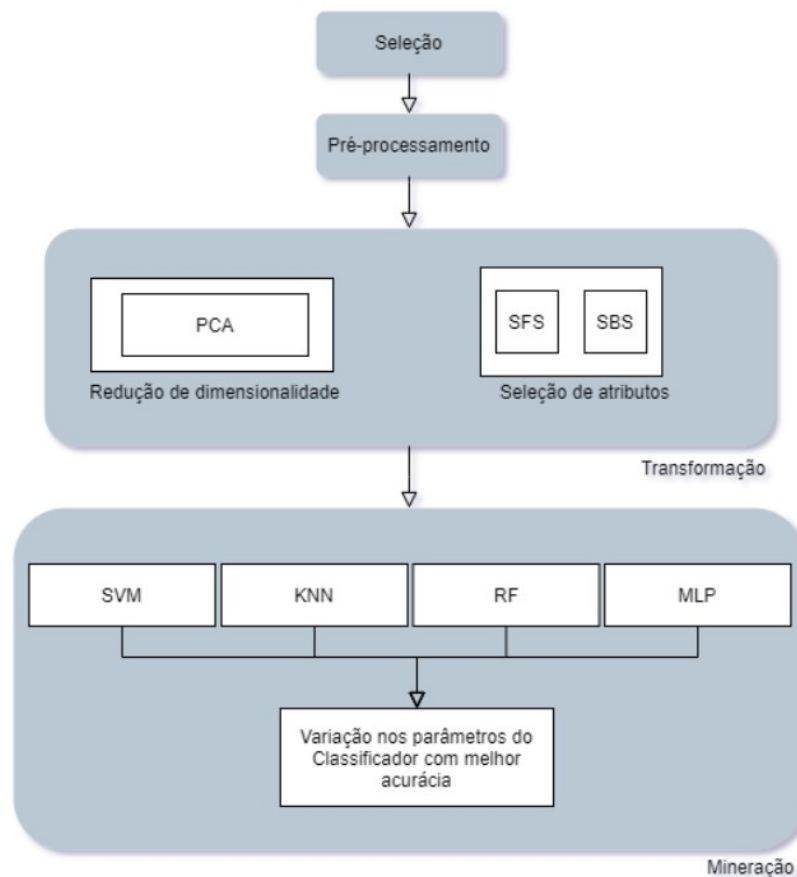 Seleção
Pré-processamento
PCA
SFS
SBS
Redução de dimensionalidade
Seleção de atributos
Transformação
SVM
KNN
RF
MLP
Variação nos parâmetros do
Classificador com melhor
acurácia
Mineração